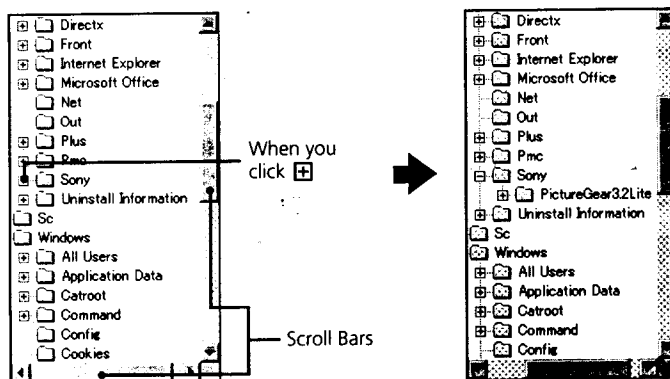 Directx
Front
Internet Explorer
Microsoft Office
Net
Out
Plus
Pmc
Sony
Uninstall Information
Sc
Windows
All Users
Application Data
Catroot
Command
Config
Cookies
When you
click +
Scroll Bars
Directx
Front
Internet Explorer
Microsoft Office
Net
Out
Plus
Pmc
Sony
PictureGear3.2Lite
Uninstall Information
Sc
Windows
All Users
Application Data
Catroot
Command
Config